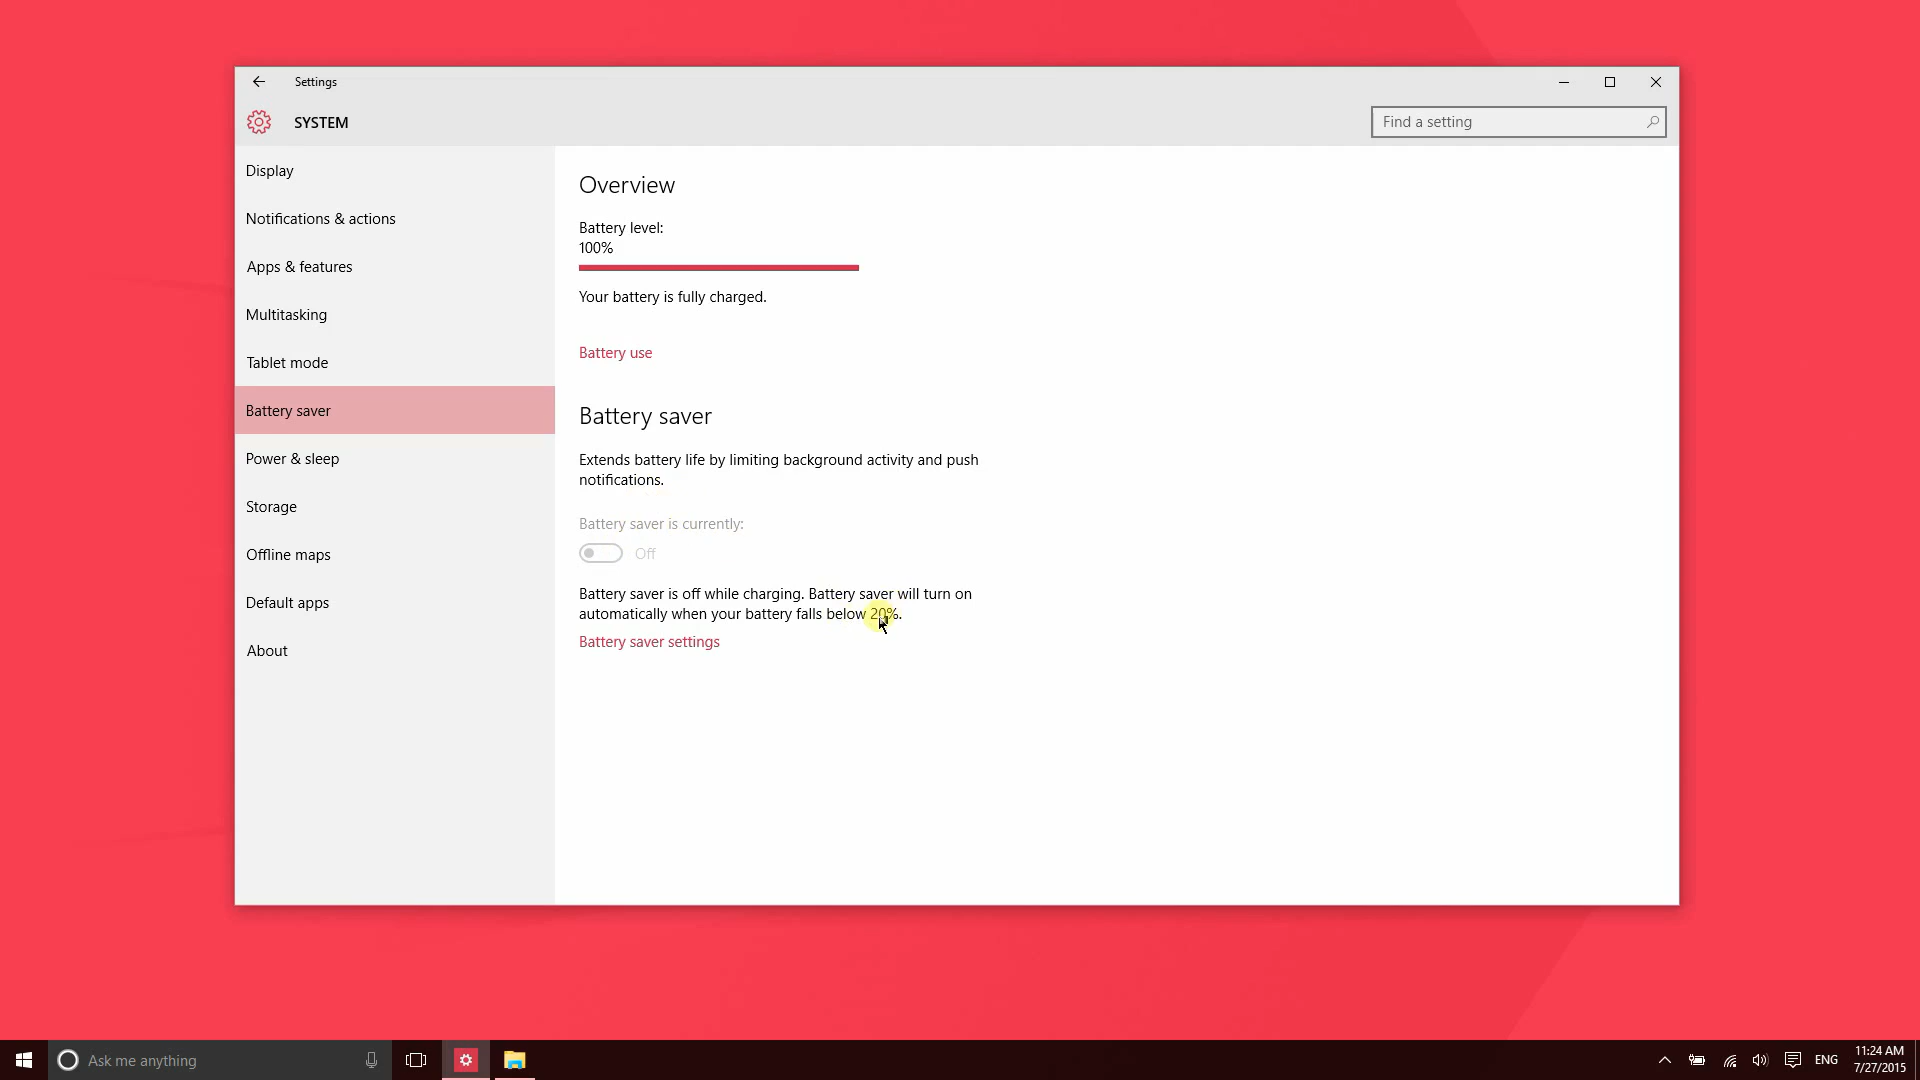 Settings
SYSTEM
Find a setting
Display
Notifications & actions
Apps & features
Multitasking
Tablet mode
Battery saver
Power & sleep
Storage
Offline maps
Default apps
About
Overview
Battery level:
100%
Your battery is fully charged.
Battery use
Battery saver
Extends battery life by limiting background activity and push
notifications.
Battery saver is currently:
Off
Battery saver is off while charging. Battery saver will turn on
automatically when your battery falls below 20%.
Battery saver settings
Ask me anything
ENG
11:24 AM
7/27/2015